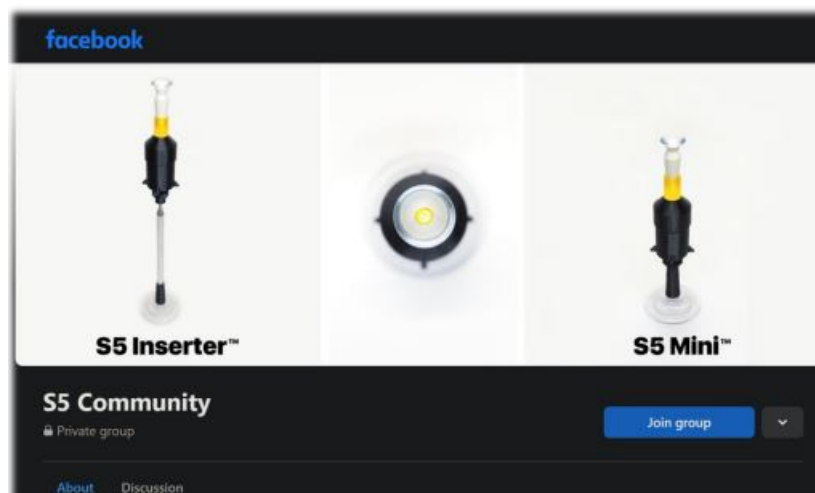 facebook
S5 Inserter™
S5 Mini™
S5 Community
Private group
Join group
About Discussion